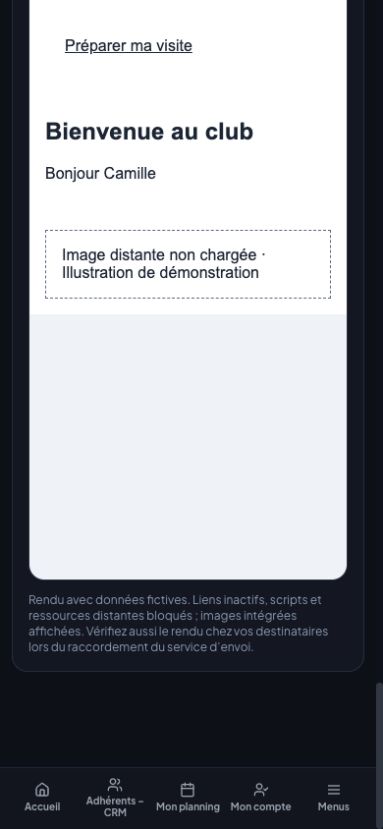 Préparer ma visite
Bienvenue au club
Bonjour Camille
Image distante non chargée ·
Illustration de démonstration
Rendu avec données fictives. Liens inactifs, scripts et
ressources distantes bloqués ; images intégrées
affichées. Vérifiez aussi le rendu chez vos destinataires
lors du raccordement du service d'envoi.
Accueil
Adhérents –
CRM
Mon planning
Mon compte
Menus